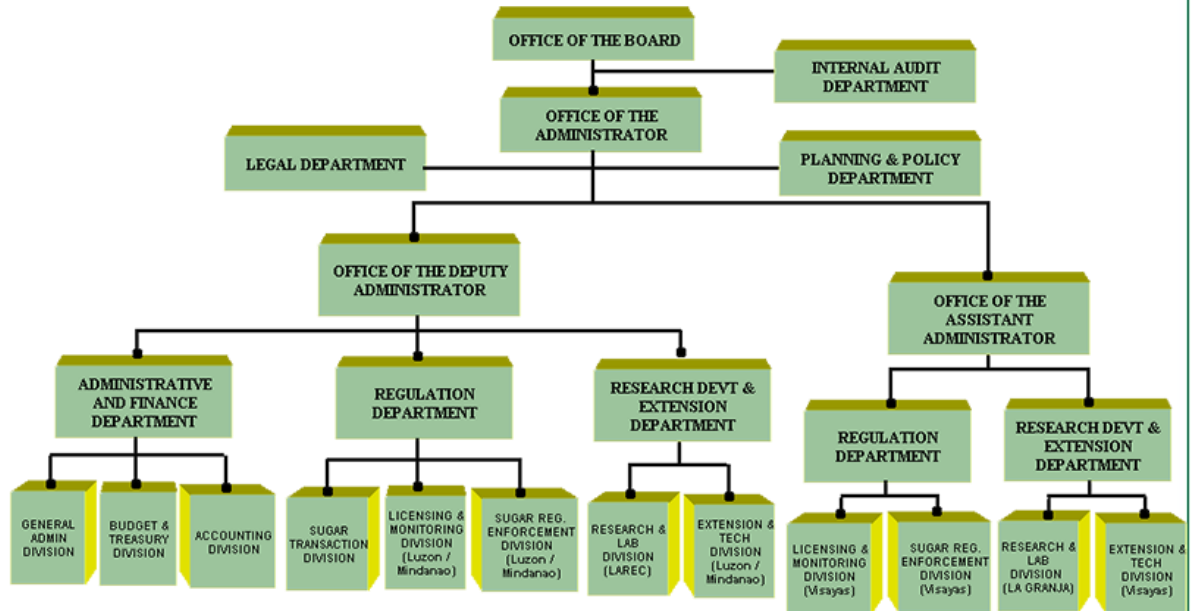 OFFICE OF THE BOARD
INTERNAL AUDIT
DEPARTMENT
OFFICE OF THE
ADMINISTRATOR
LEGAL DEPARTMENT
PLANNING & POLICY
DEPARTMENT
OFFICE OF THE DEPUTY
ADMINISTRATOR
OFFICE OF THE
ASSISTANT
ADMINISTRATOR
ADMINISTRATIVE
AND FINANCE
DEPARTMENT
REGULATION
DEPARTMENT
RESEARCH DEVT &
EXTENSION
DEPARTMENT
REGULATION
DEPARTMENT
RESEARCH DEVT &
EXTENSION
DEPARTMENT
GENERAL
ADMIN
DIVISION
BUDGET &
TREASURY
DIVISION
ACCOUNTING
DIVISION
SUGAR
TRANSACTION
DIVISION
LICENSING &
MONITORING
DIVISION
(Luzon /
Mindanao)
SUGAR REG.
ENFORCEMENT
DIVISION
(Luzon /
Mindanao)
RESEARCH &
LAB
DIVISION
(LAREC)
EXTENSION &
TECH
DIVISION
(Luzon /
Mindanao)
LICENSING &
MONITORING
DIVISION
(Visayas)
SUGAR REG.
ENFORCEMENT
DIVISION
(Visayas)
RESEARCH &
LAB
DIVISION
(LA GRANJA)
EXTENSION &
TECH
DIVISION
(Visayas)